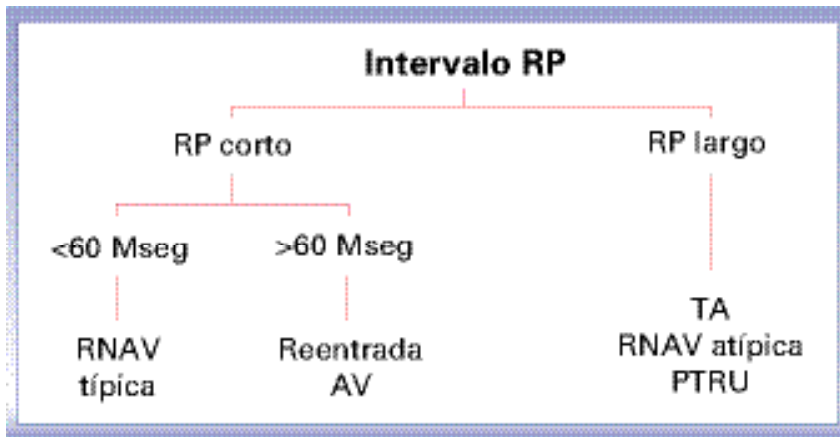 Intervalo RP
RP corto
RP largo
<60 Mseg
>60 Mseg
RNAV
típica
Reentrada
AV
TA
RNAV atípica
PTRU